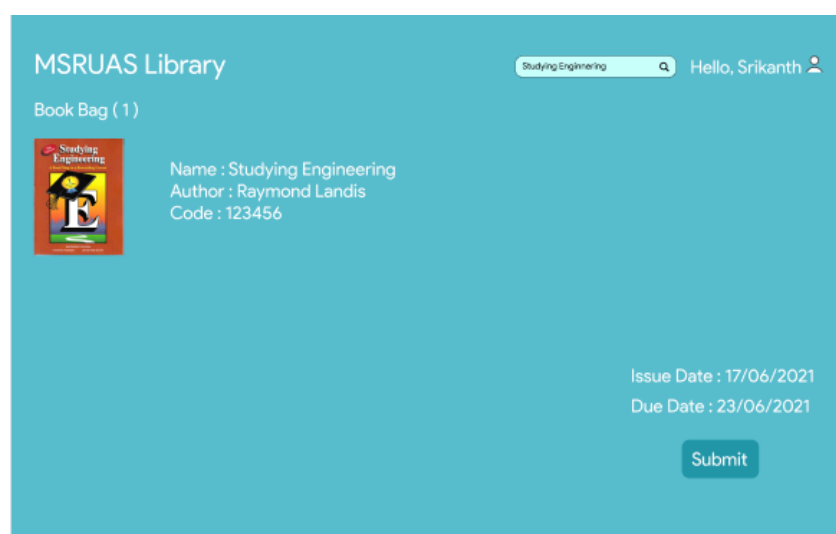 MSRUAS Library
Studying Enginnering
Hello, Srikanth
Book Bag ( 1 )
Studying
Engineering
E
Name : Studying Engineering
Author : Raymond Landis
Code : 123456
Issue Date : 17/06/2021
Due Date : 23/06/2021
Submit